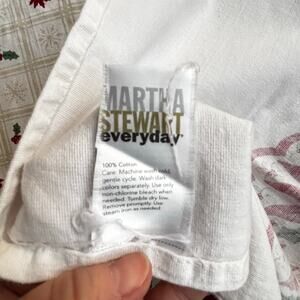 MARTHA
STEWART
everyday
100% Cotton
Care: Machine wash cold,
gentle cycle. Wash dark
colors separately. Use only
non-chlorine bleach when
needed. Tumble dry low.
Remove promptly. Use
steam iron as needed